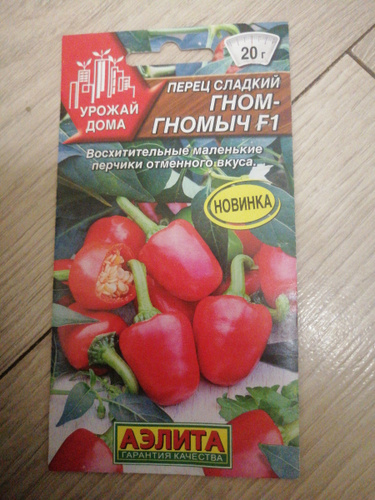 20 г
УРОЖАЙ
ДОМА
ПЕРЕЦ СЛАДКИЙ
ГНОМ-
ГНОМЫЧ F1
Восхитительные маленькие
перчики отменного вкуса...
НОВИНКА
АЭЛИТА
ГАРАНТИЯ КАЧЕСТВА